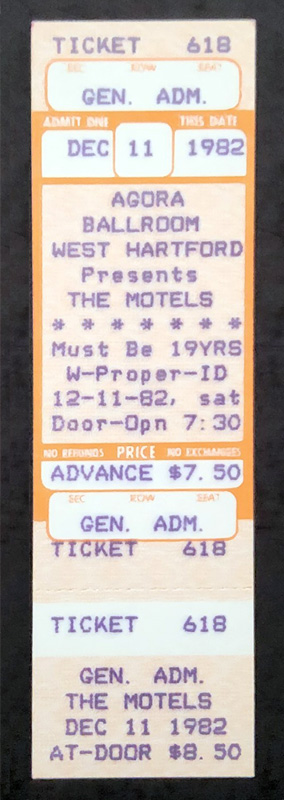 TICKET 618
SEC ROW SEAT
GEN. ADM.
ADMIT ONE THIS DATE
DEC 11 1982
AGORA
BALLROOM
WEST HARTFORD
Presents
THE MOTELS
* * * * * * *
Must Be 19YRS
W-Proper-ID
12-11-82, sat
Door-Opn 7:30
NO REFUNDS PRICE NO EXCHANGES
ADVANCE $7.50
SEC ROW SEAT
GEN. ADM.
TICKET 618
TICKET 618
GEN. ADM.
THE MOTELS
DEC 11 1982
AT-DOOR $8.50